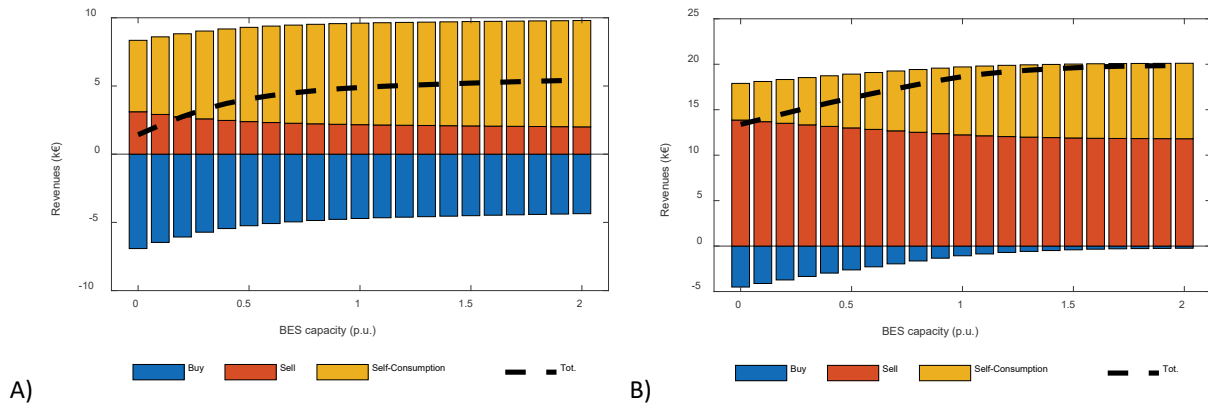 10
5
0
-5
-10
Revenues (k€)
0
0.5
1
1.5
2
BES capacity (p.u.)
Buy
Sell
Self-Consumption
Tot.
A)
25
20
15
10
5
0
-5
Revenues (k€)
0
0.5
1
1.5
2
BES capacity (p.u.)
Buy
Sell
Self-Consumption
Tot.
B)